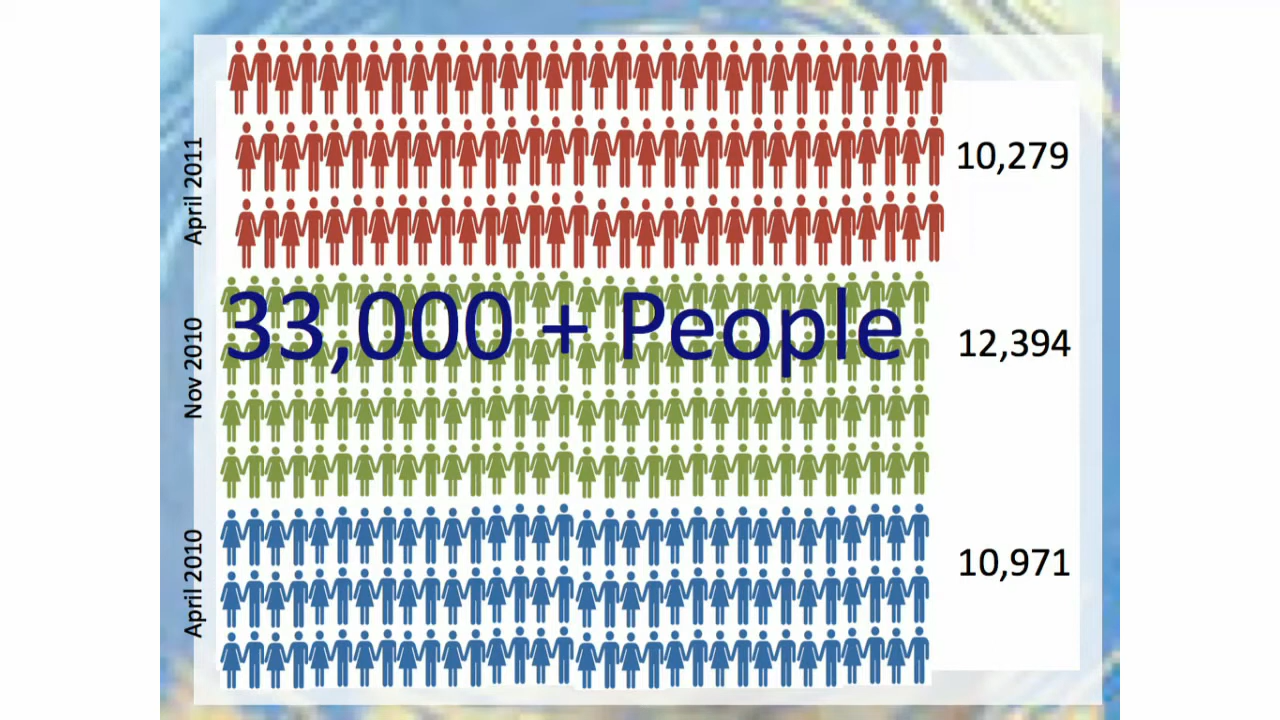 April 2011
10,279
33,000 + People
Nov 2010
12,394
April 2010
10,971